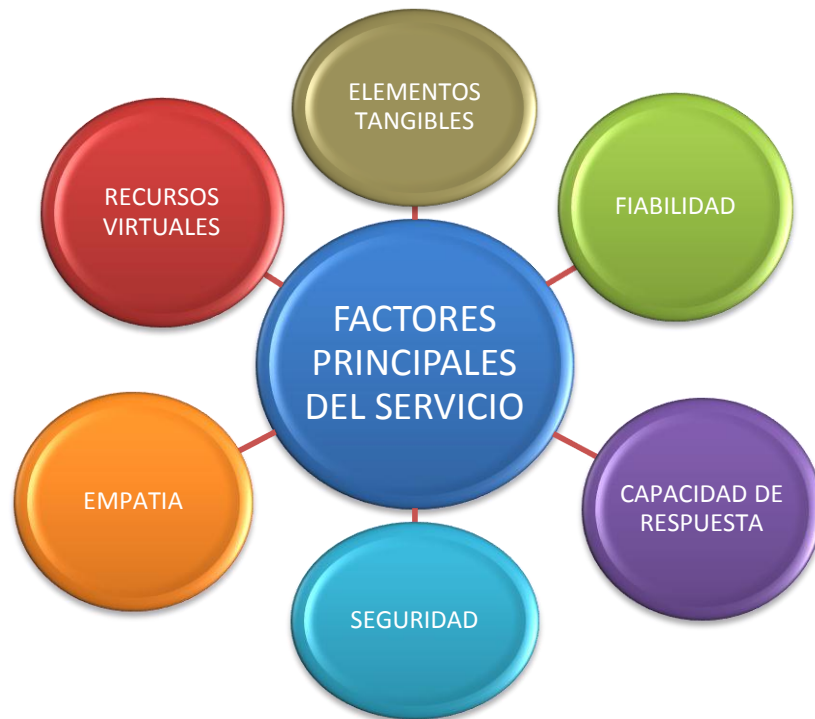 ELEMENTOS
TANGIBLES
FIABILIDAD
CAPACIDAD DE
RESPUESTA
SEGURIDAD
EMPATIA
RECURSOS
VIRTUALES
FACTORES
PRINCIPALES
DEL SERVICIO